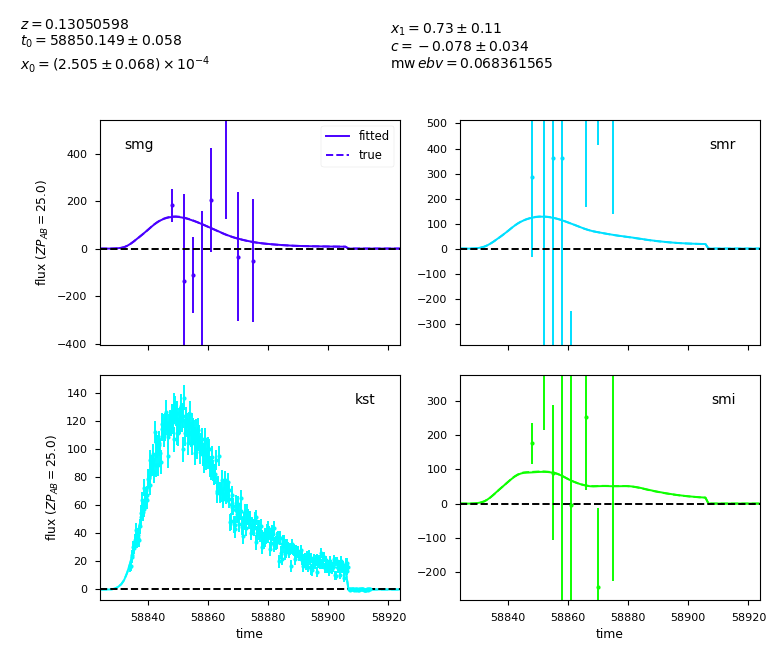 z = 0.13050598
t₀ = 58850.149 ± 0.058
x₀ = (2.505 ± 0.068) × 10⁻⁴
x₁ = 0.73 ± 0.11
c = −0.078 ± 0.034
mw ebv = 0.068361565
smg
fitted
true
400
200
0
−200
−400
flux (ZP_AB = 25.0)
smr
500
400
300
200
100
0
−100
−200
−300
kst
140
120
100
80
60
40
20
0
flux (ZP_AB = 25.0)
58840 58860 58880 58900 58920
time
smi
300
200
100
0
−100
−200
58840 58860 58880 58900 58920
time